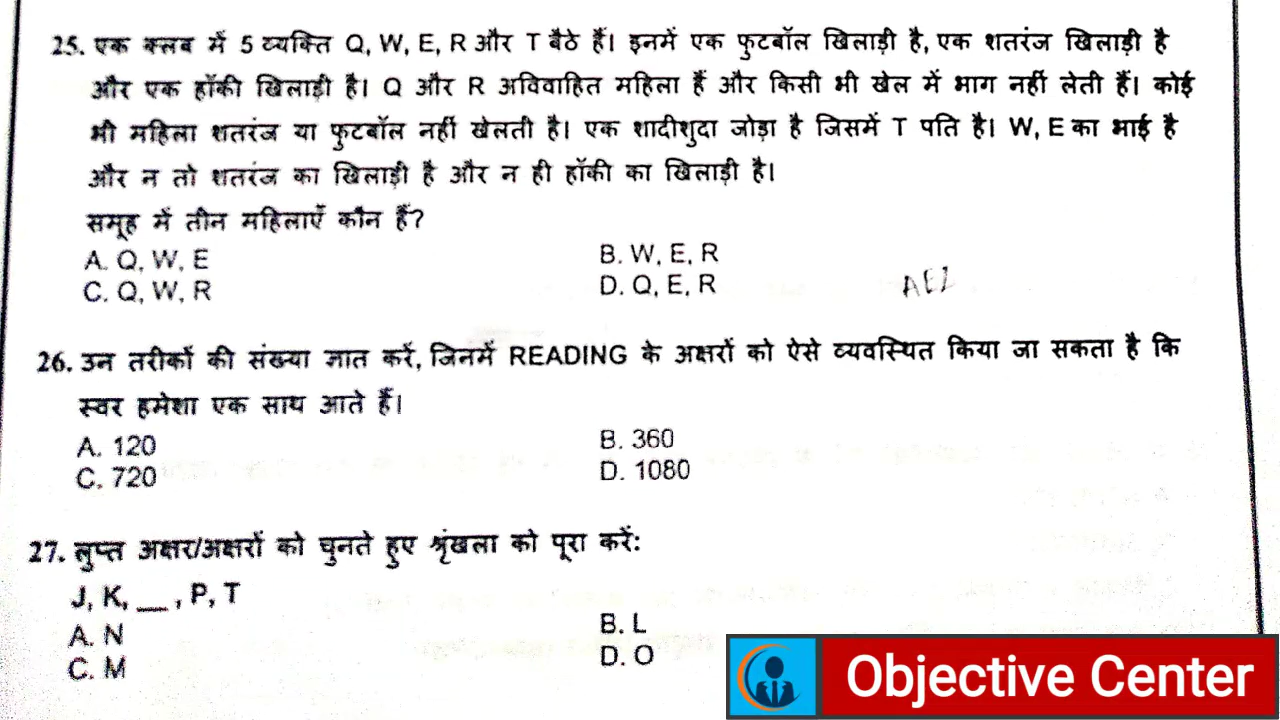 25. एक क्लब में 5 व्यक्ति Q, W, E, R और T बैठे हैं। इनमें एक फुटबॉल खिलाड़ी है, एक शतरंज खिलाड़ी है
और एक हॉकी खिलाड़ी है। Q और R अविवाहित महिला हैं और किसी भी खेल में भाग नहीं लेती हैं। कोई
भी महिला शतरंज या फुटबॉल नहीं खेलती है। एक शादीशुदा जोड़ा है जिसमें T पति है। W, E का भाई है
और न तो शतरंज का खिलाड़ी है और न ही हॉकी का खिलाड़ी है।
समूह में तीन महिलाएँ कौन हैं?
A. Q, W, E
B. W, E, R
C. Q, W, R
D. Q, E, R
26. उन तरीकों की संख्या ज्ञात करें, जिनमें READING के अक्षरों को ऐसे व्यवस्थित किया जा सकता है कि
स्वर हमेशा एक साथ आते हैं।
A. 120
B. 360
C. 720
D. 1080
27. लुप्त अक्षर/अक्षरों को चुनते हुए श्रृंखला को पूरा करें:
J, K, __ , P, T
A. N
B. L
C. M
D. O
Objective Center